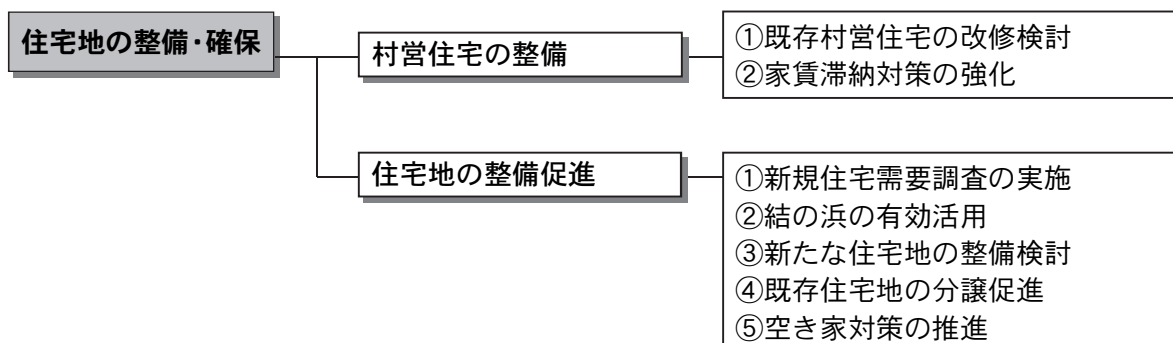 住宅地の整備・確保
村営住宅の整備
①既存村営住宅の改修検討
②家賃滞納対策の強化
住宅地の整備促進
①新規住宅需要調査の実施
②結の浜の有効活用
③新たな住宅地の整備検討
④既存住宅地の分譲促進
⑤空き家対策の推進